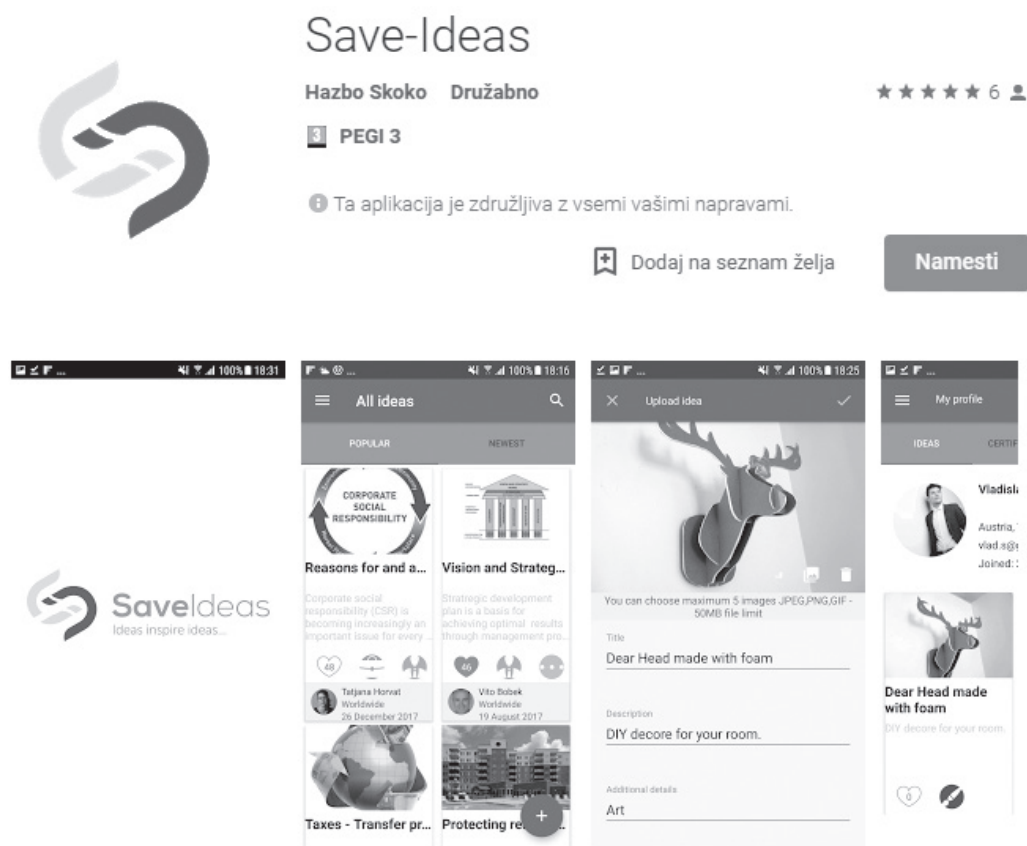 Save-Ideas
Hazbo Skoko Družabno
6
3 PEGI 3
Ta aplikacija je združljiva z vsemi vašimi napravami.
Dodaj na seznam želja
Namesti
100% 18:31
SaveIdeas
Ideas inspire ideas...
100% 18:16
All ideas
POPULAR NEWEST
CORPORATE
SOCIAL
RESPONSIBILITY
Reasons for and a...
Corporate social
responsibility (CSR) is
becoming increasingly an
important issue for every ...
48
Tatjana Horvat
Worldwide
26 December 2017
Vision and Strateg...
Stratregic development
plan is a basis for
achieving optimal results
through management pro...
46
Vito Bobek
Worldwide
19 August 2017
Taxes - Transfer pr...
Protecting re
100% 18:25
Upload idea
You can choose maximum 5 images JPEG,PNG,GIF -
50MB file limit
Title
Dear Head made with foam
Description
DIY decore for your room.
Additional details
Art
My profile
IDEAS CERTIF
Vladisl
Austria,
vlad.s@
Joined:
Dear Head made
with foam
DIY decore for your room.
0